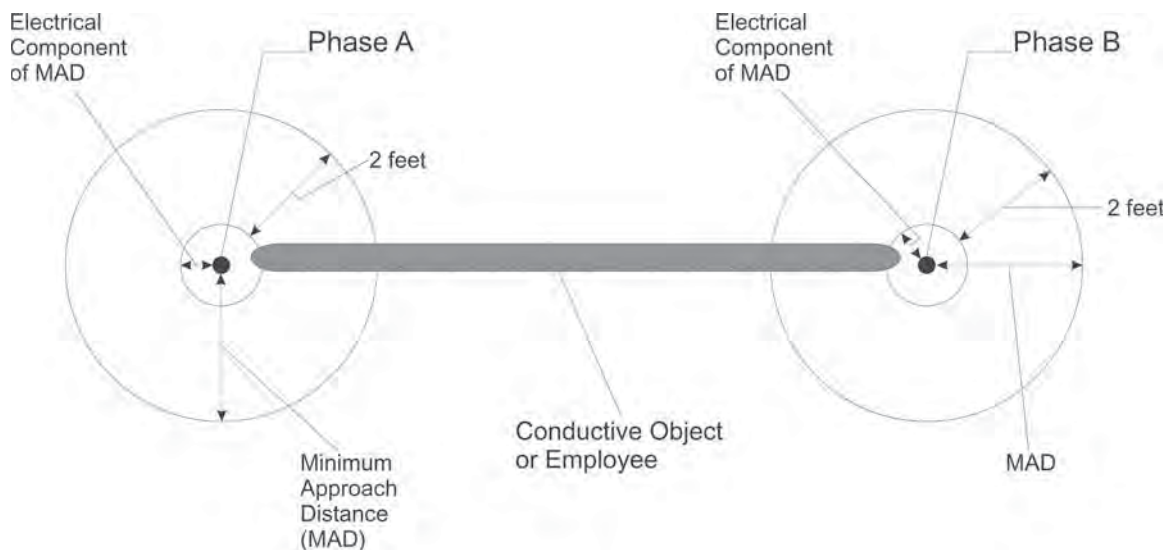 Electrical
Component
of MAD
Phase A
Electrical
Component
of MAD
Phase B
2 feet
2 feet
Conductive Object
or Employee
Minimum
Approach
Distance
(MAD)
MAD